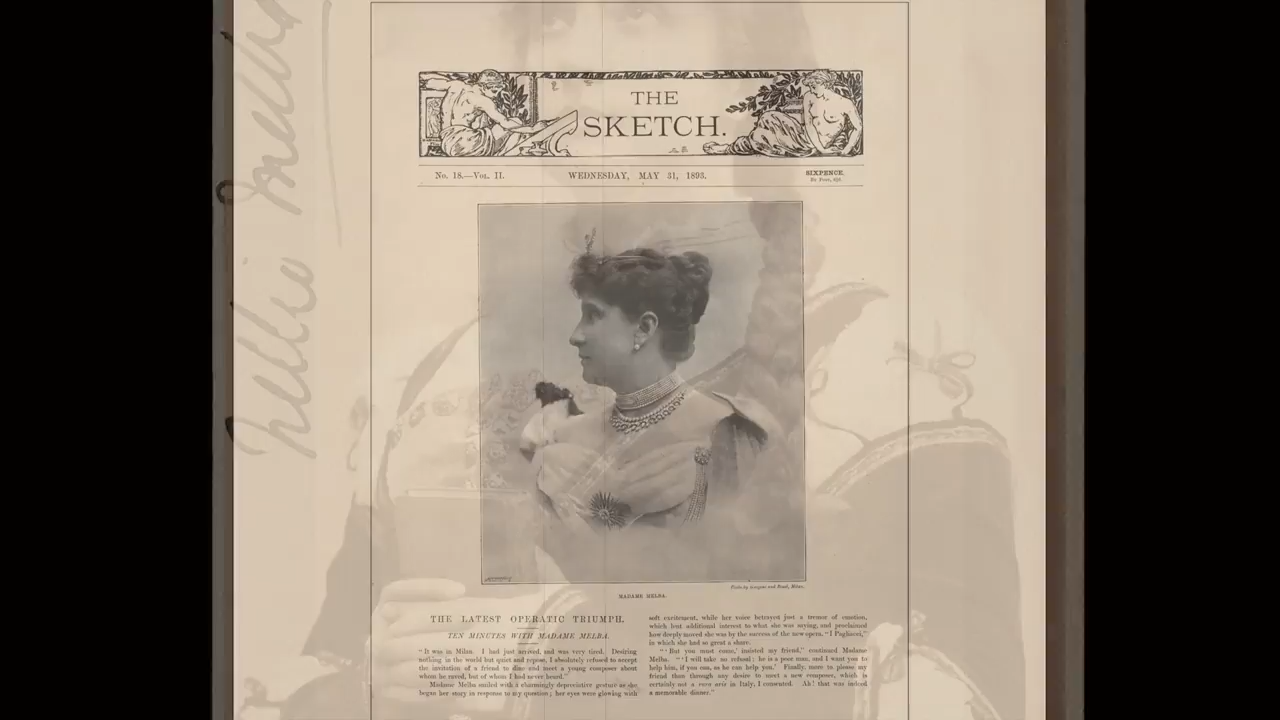 Nellie Melba
THE
SKETCH.
No. 18.—Vol. II.
WEDNESDAY, MAY 31, 1893.
SIXPENCE.
MADAME MELBA.
THE LATEST OPERATIC TRIUMPH.
TEN MINUTES WITH MADAME MELBA.
"It was in Milan. I had just arrived, and was very tired. Desiring
nothing in the world but quiet and repose, I absolutely refused to accept
the invitation of a friend to dine and meet a young composer about
whom he raved, but of whom I had never heard."
Madame Melba smiled with a charmingly depreciative gesture as she
began her story in response to my question; her eyes were glowing with
soft excitement, while her voice betrayed just a tremor of emotion,
which lent additional interest to what she was saying, and proclaimed
how deeply moved she was by the success of the new opera, "I Pagliacci,"
in which she had so great a share.
"'But you must come,' insisted my friend," continued Madame
Melba. "'I will take no refusal; he is a poor man, and I want you to
help him, if you can, as he can help you.' Finally, more to please my
friend than through any desire to meet a new composer, which is
certainly not a rara avis in Italy, I consented. Ah! that was indeed
a memorable dinner."